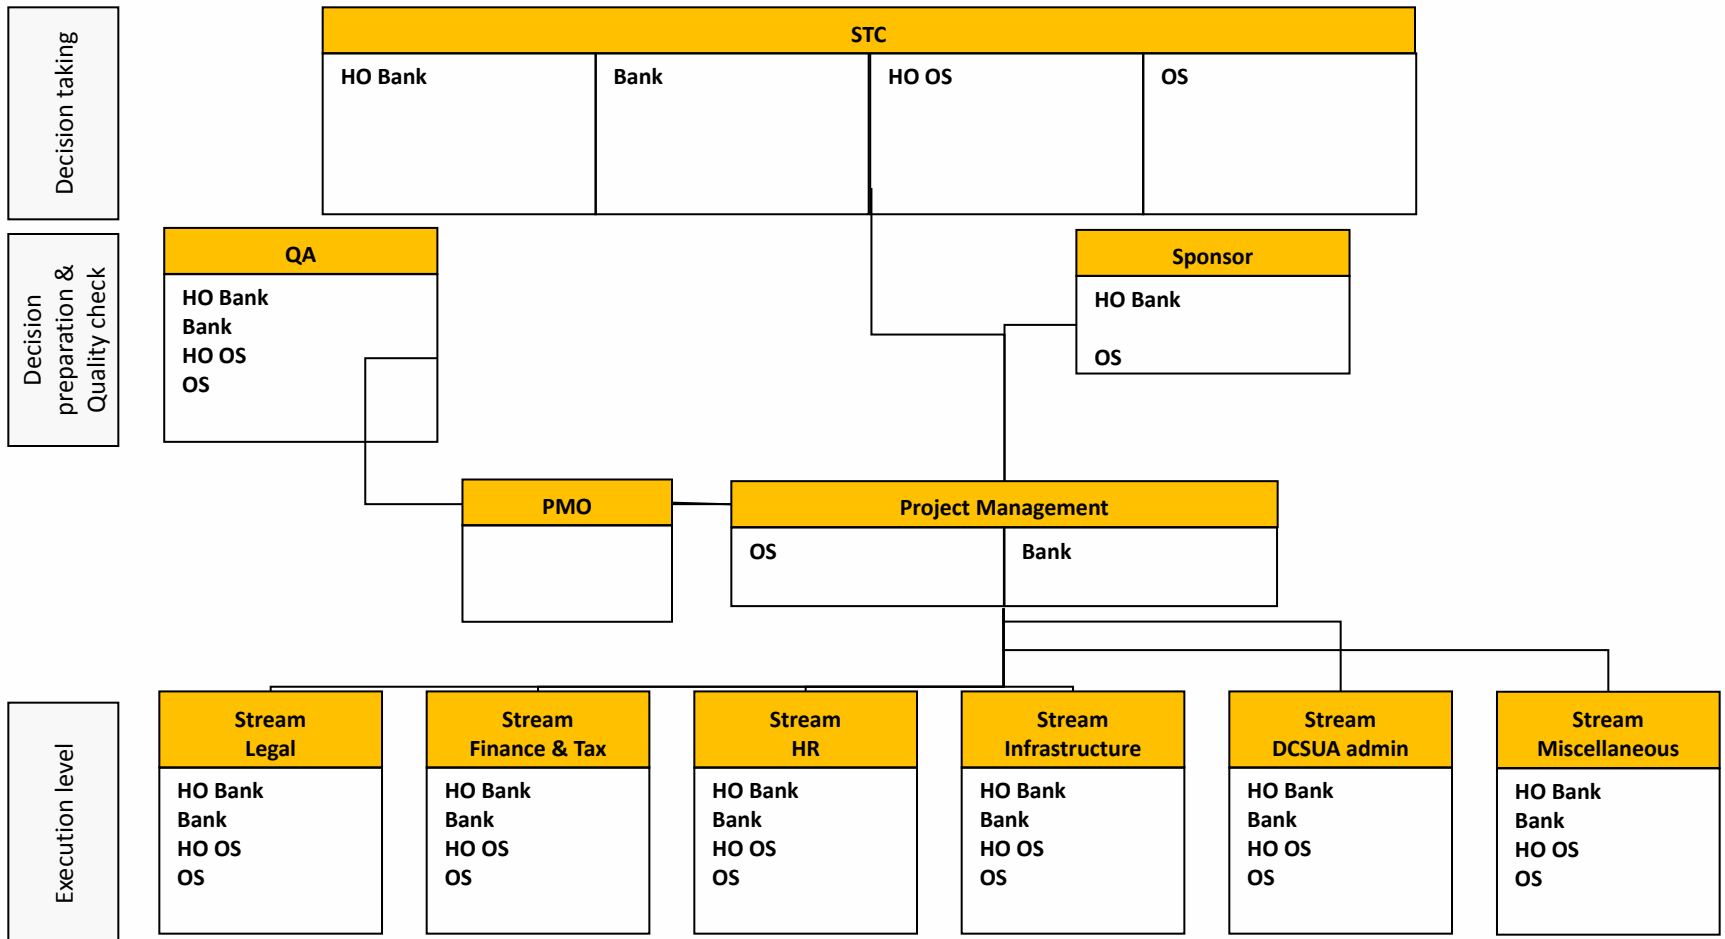 Decision taking
STC
HO Bank
Bank
HO OS
OS
Decision
preparation &
Quality check
QA
HO Bank
Bank
HO OS
OS
Sponsor
HO Bank
OS
PMO
Project Management
OS
Bank
Execution level
Stream
Legal
HO Bank
Bank
HO OS
OS
Stream
Finance & Tax
HO Bank
Bank
HO OS
OS
Stream
HR
HO Bank
Bank
HO OS
OS
Stream
Infrastructure
HO Bank
Bank
HO OS
OS
Stream
DCSUA admin
HO Bank
Bank
HO OS
OS
Stream
Miscellaneous
HO Bank
Bank
HO OS
OS